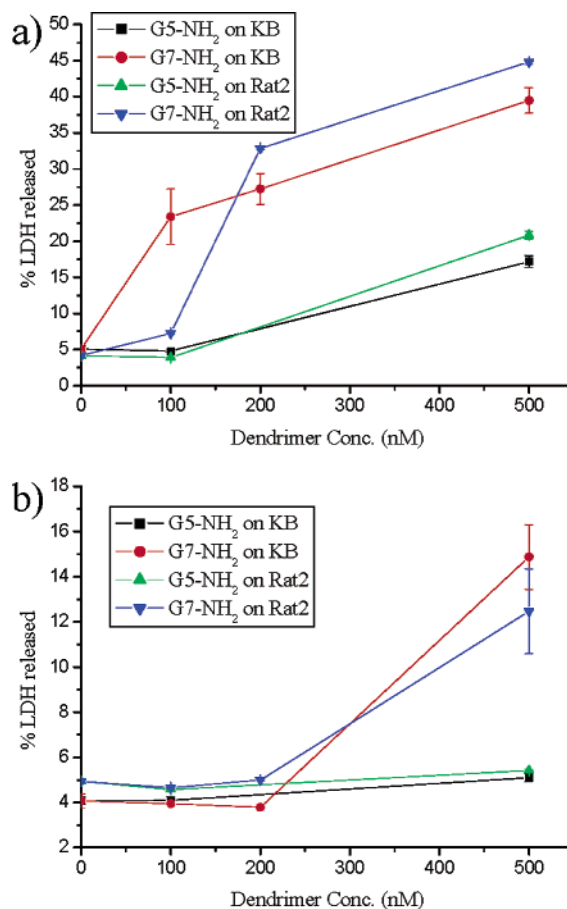 a)
G5-NH₂ on KB
G7-NH₂ on KB
G5-NH₂ on Rat2
G7-NH₂ on Rat2
% LDH released
50
45
40
35
30
25
20
15
10
5
0
0 100 200 300 400 500
Dendrimer Conc. (nM)
b)
G5-NH₂ on KB
G7-NH₂ on KB
G5-NH₂ on Rat2
G7-NH₂ on Rat2
% LDH released
18
16
14
12
10
8
6
4
2
0 100 200 300 400 500
Dendrimer Conc. (nM)